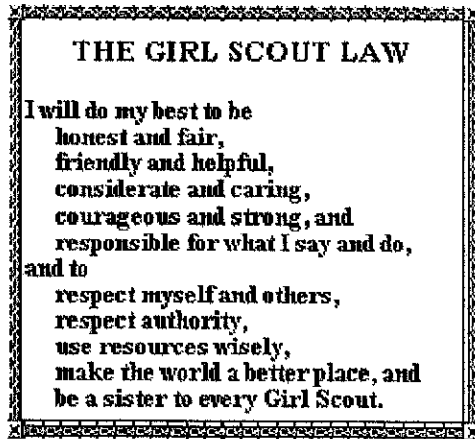 THE GIRL SCOUT LAW
I will do my best to be
honest and fair,
friendly and helpful,
considerate and caring,
courageous and strong, and
responsible for what I say and do,
and to
respect myself and others,
respect authority,
use resources wisely,
make the world a better place, and
be a sister to every Girl Scout.